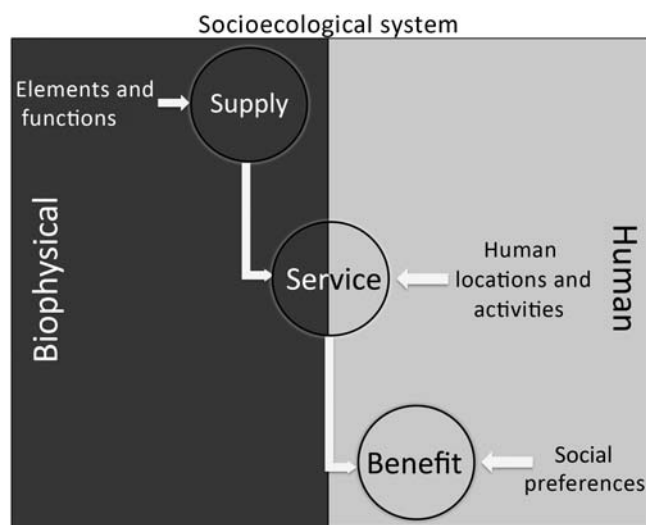 Socioecological system
Elements and
functions
Supply
Biophysical
Service
Human
locations and
activities
Human
Benefit
Social
preferences